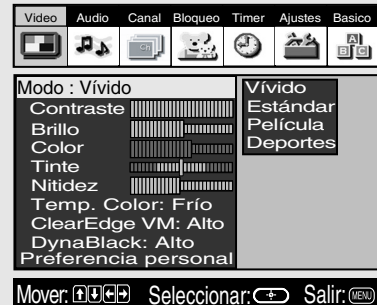 Video Audio Canal Bloqueo Timer Ajustes Basico
Ch
A
B C
Modo : Vívido
Contraste
Brillo
Color
Tinte
Nitidez
Temp. Color: Frío
ClearEdge VM: Alto
DynaBlack: Alto
Preferencia personal
Vívido
Estándar
Película
Deportes
Mover: Seleccionar: Salir: MENU